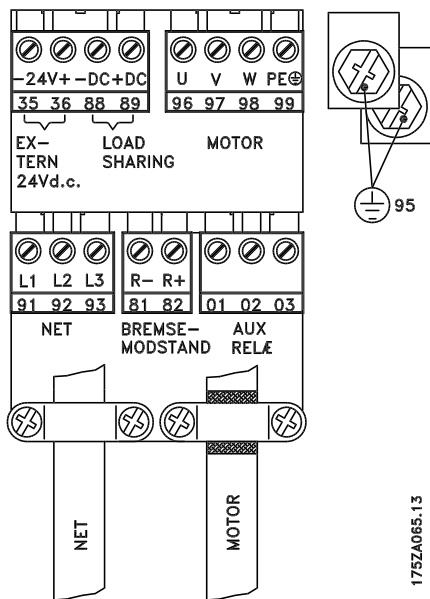 -24V+ -DC+DC U V W PE
35 36 88 89 96 97 98 99
EX-
TERN
24Vd.c.
LOAD
SHARING
MOTOR
95
L1 L2 L3 R- R+
91 92 93 81 82 01 02 03
NET
BREMSE-
MODSTAND
AUX
RELÆ
NET
MOTOR
175ZA065.13